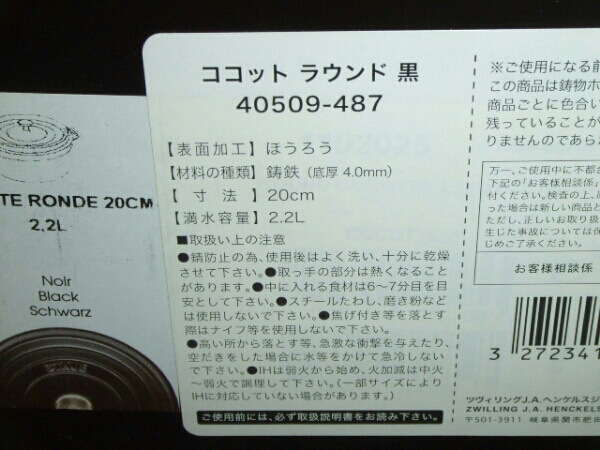 TE RONDE 20CM
2,2L
Noir
Black
Schwarz
ココット ラウンド 黒
40509-487
【表面加工】ほうろう
【材料の種類】鋳鉄（底厚 4.0mm）
【 寸 法 】20cm
【満水容量】2.2L
■取扱い上の注意
●錆防止の為、使用後はよく洗い、十分に乾燥
させて下さい。●取っ手の部分は熱くなること
があります。●中に入れる食材は6〜7分目を目
安として下さい。●スチールたわし、磨き粉など
は使用しないで下さい。●焦げ付き等を落とす
際はナイフ等を使用しないで下さい。
●高い所から落とす等、急激な衝撃を与えたり、
空だきをした場合に水等をかけて急冷しない
で下さい。●IHは弱火から始め、火加減は中火
〜弱火で調理して下さい。（一部サイズにより
IHに対応していない場合があります。）
ご使用前には、必ず取扱説明書をお読み下さい。
※ご使用になる前
この商品は鋳物ホ
商品ごとに色合い
残っていることが
りませんのであら
万一、ご使用中に不都合
下記の「お客様相談係」
付ください。検査の上、
った場合は新しい商品と
ただし、正しいお取り扱
生じた事故については保
じめご了承ください。
お客様相談係
3 272341
ツヴィリングJ.A.ヘンケルスジ
ZWILLING J.A. HENCKELS
〒501-3911 岐阜県関市肥田